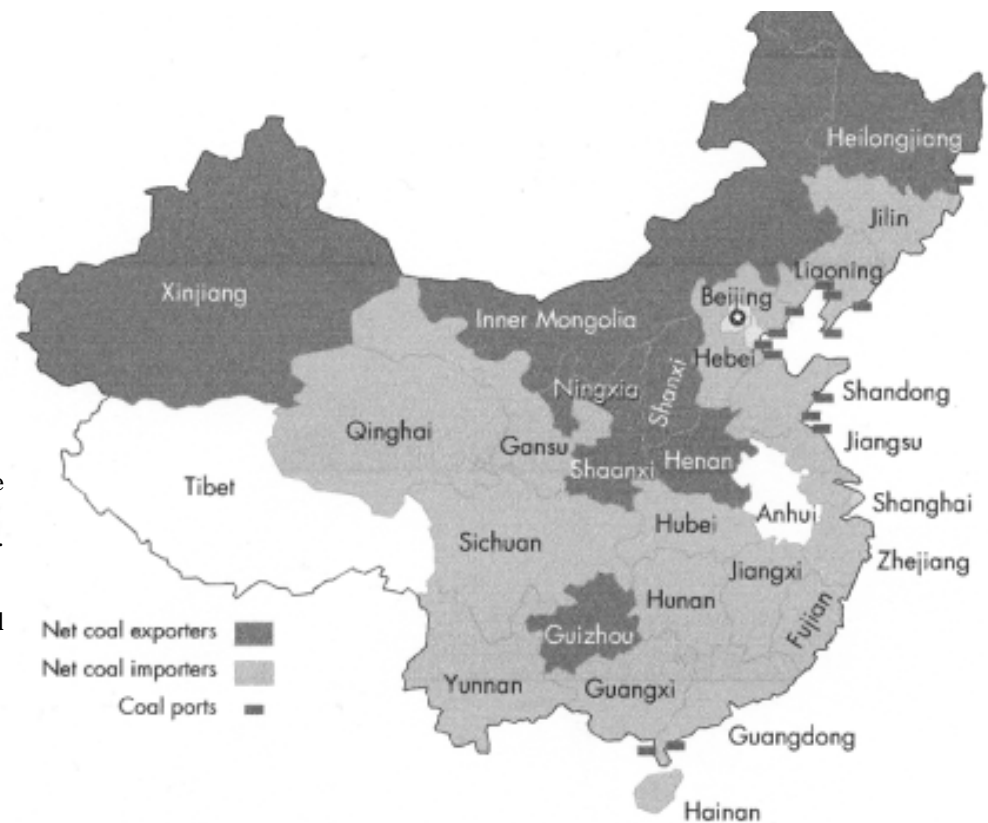 Heilongjiang
Jilin
Liaoning
Beijing
Xinjiang
Inner Mongolia
Hebei
Ningxia
Shanxi
Shandong
Qinghai
Gansu
Jiangsu
Shaanxi
Henan
e
Tibet
Shanghai
Anhui
Hubei
.
Sichuan
Zhejiang
Jiangxi
Hunan
Fujian
l
Net coal exporters
Guizhou
Net coal importers
Yunnan
Guangxi
Coal ports
Guangdong
Hainan